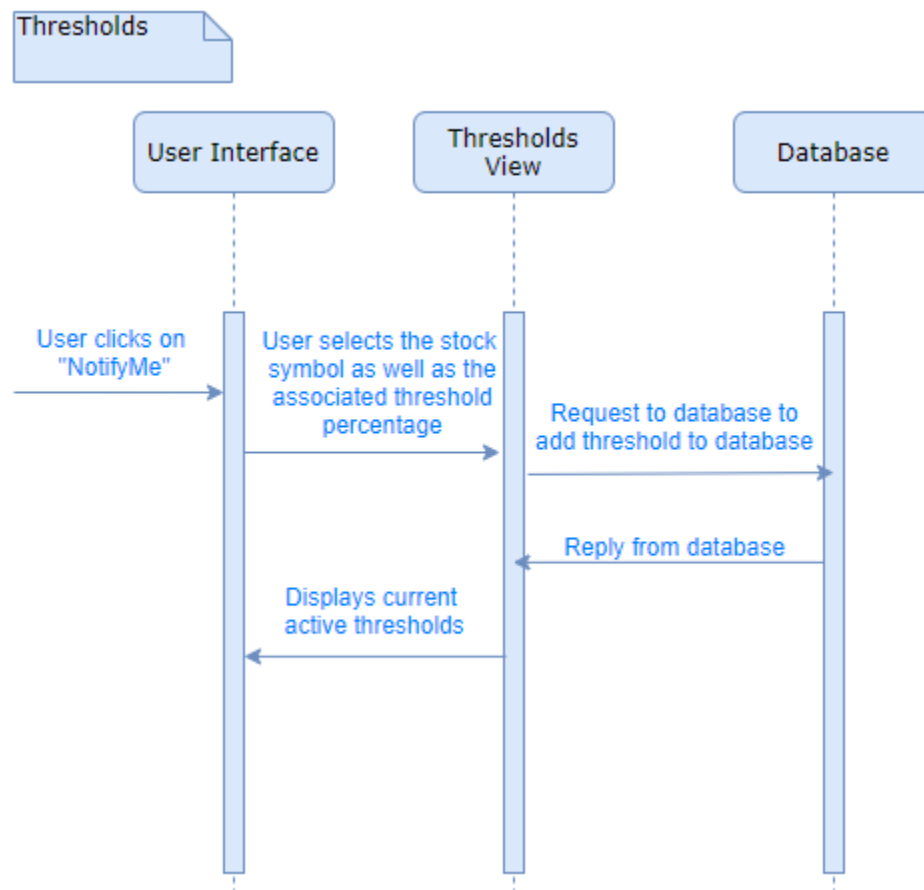 Thresholds
User Interface
Thresholds
View
Database
User clicks on
"NotifyMe"
User selects the stock
symbol as well as the
associated threshold
percentage
Request to database to
add threshold to database
Reply from database
Displays current
active thresholds